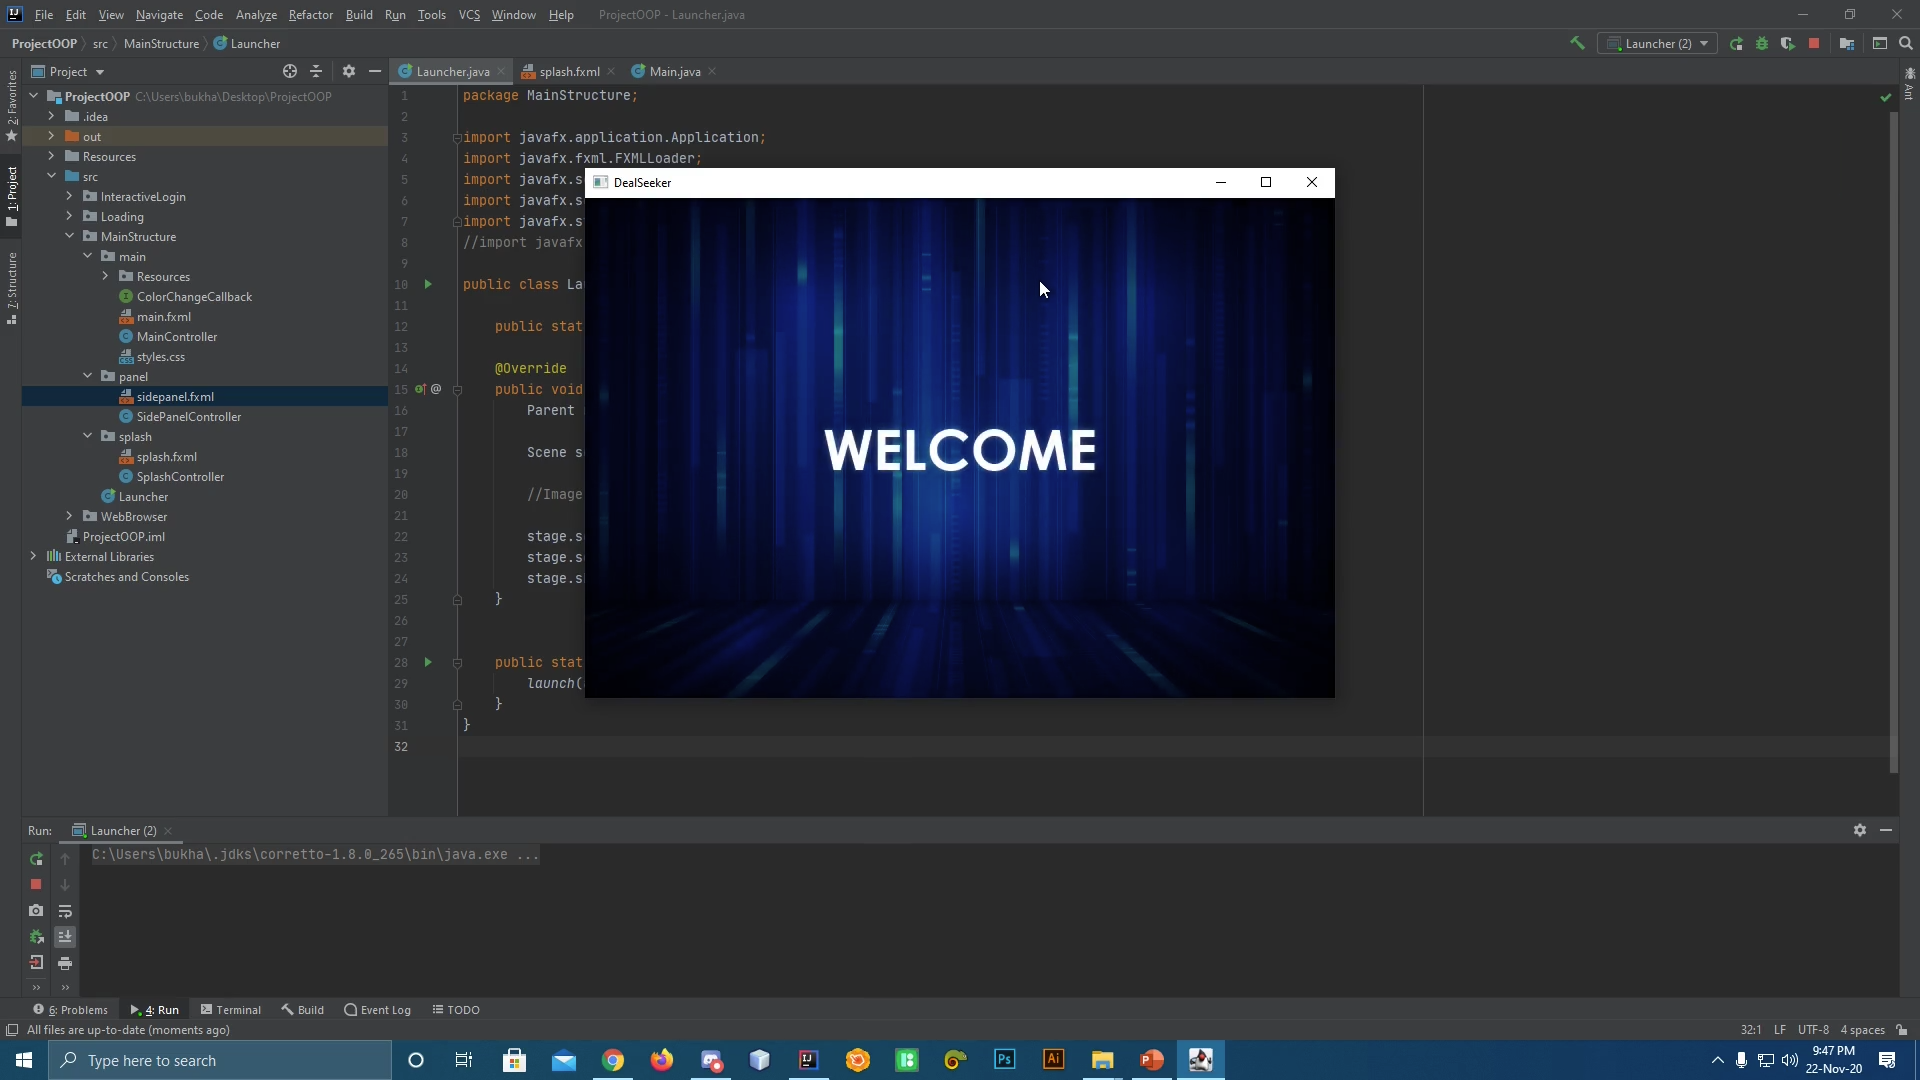 File Edit View Navigate Code Analyze Refactor Build Run Tools VCS Window Help ProjectOOP - Launcher.java
ProjectOOP src MainStructure Launcher
Launcher (2)
Project
Launcher.java splash.fxml Main.java
2: Favorites
1: Project
7: Structure
Ant
ProjectOOP C:\Users\bukha\Desktop\ProjectOOP
.idea
out
Resources
src
InteractiveLogin
Loading
MainStructure
main
Resources
ColorChangeCallback
main.fxml
MainController
styles.css
panel
sidepanel.fxml
SidePanelController
splash
splash.fxml
SplashController
Launcher
WebBrowser
ProjectOOP.iml
External Libraries
Scratches and Consoles
1 package MainStructure;
2
3 import javafx.application.Application;
4 import javafx.fxml.FXMLLoader;
5 import javafx.s
6 import javafx.s
7 import javafx.s
8 //import javafx
9
10 public class La
11
12 public stat
13
14 @Override
15 public void
16 Parent
17
18 Scene s
19
20 //Image
21
22 stage.s
23 stage.s
24 stage.s
25 }
26
27
28 public stat
29 launch(
30 }
31 }
32
DealSeeker
WELCOME
Run: Launcher (2)
C:\Users\bukha\.jdks\corretto-1.8.0_265\bin\java.exe ...
6: Problems 4: Run Terminal Build Event Log TODO
All files are up-to-date (moments ago) 32:1 LF UTF-8 4 spaces
Type here to search
Ps Ai
9:47 PM
22-Nov-20